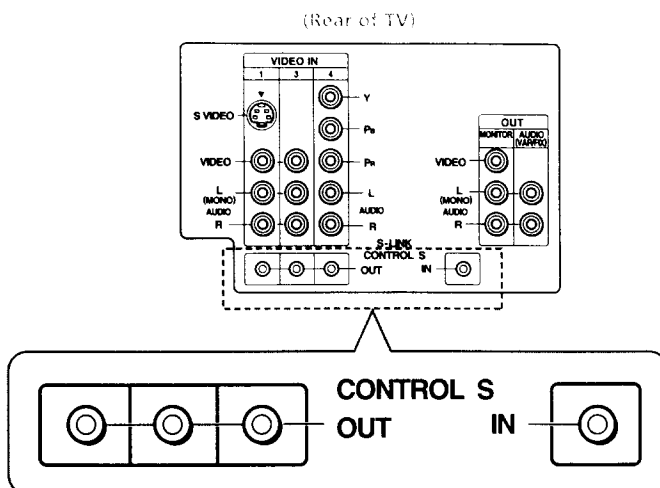 (Rear of TV)
VIDEO IN
1 3 4
S VIDEO
Y
PB
VIDEO
PR
L
(MONO)
AUDIO
R
L
AUDIO
R
OUT
MONITOR
AUDIO
(VAR/FIX)
VIDEO
L
(MONO)
AUDIO
R
S-LINK
CONTROL S
OUT
IN
CONTROL S
OUT
IN